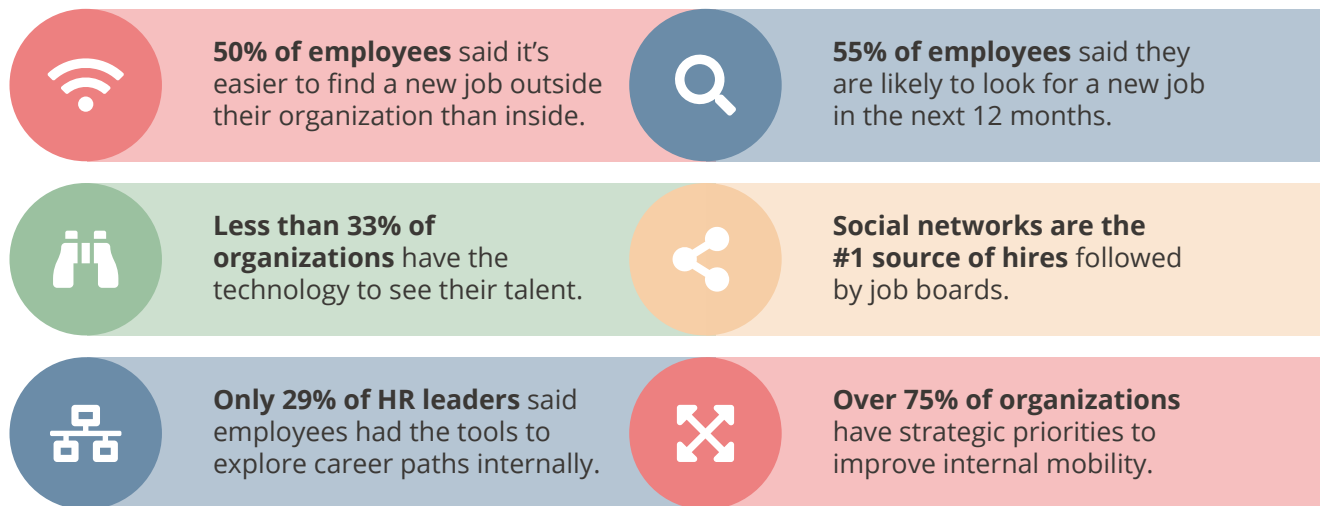 50% of employees said it’s
easier to find a new job outside
their organization than inside.
55% of employees said they
are likely to look for a new job
in the next 12 months.
Less than 33% of
organizations have the
technology to see their talent.
Social networks are the
#1 source of hires followed
by job boards.
Only 29% of HR leaders said
employees had the tools to
explore career paths internally.
Over 75% of organizations
have strategic priorities to
improve internal mobility.